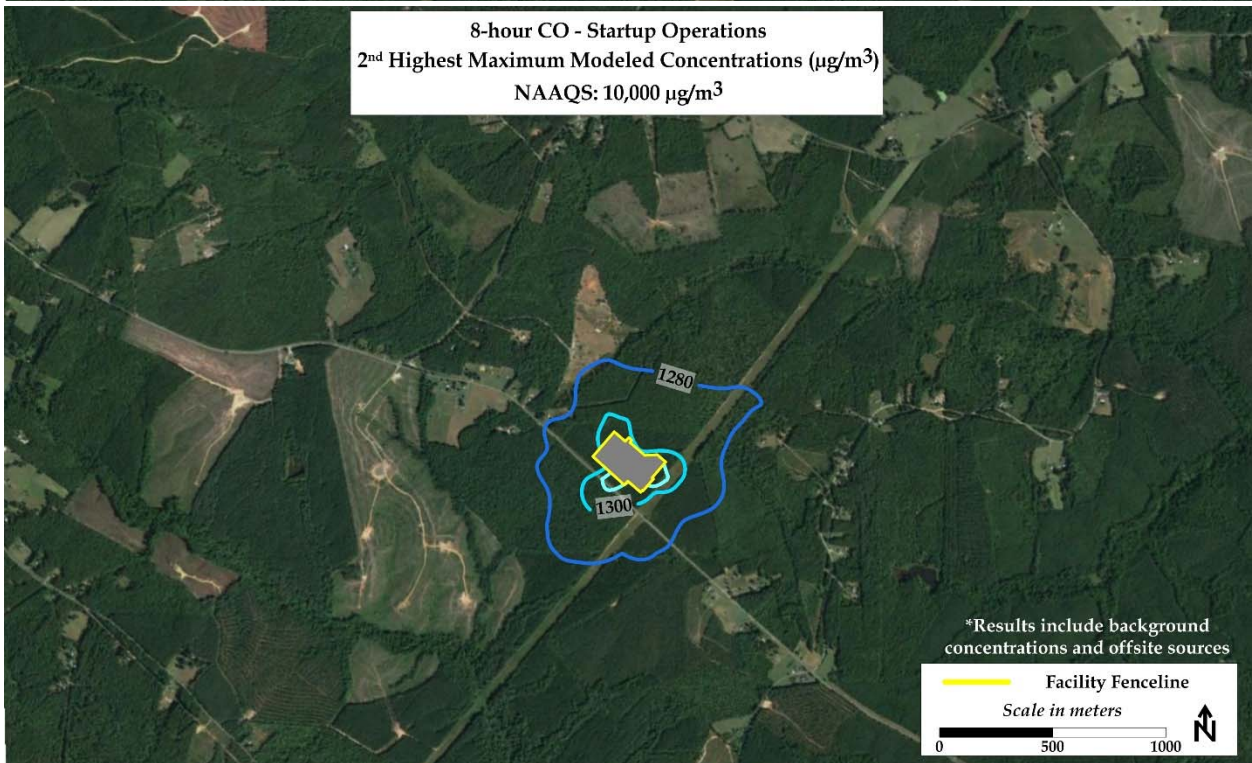 8-hour CO - Startup Operations
2nd Highest Maximum Modeled Concentrations (µg/m³)
NAAQS: 10,000 µg/m³
1280
1300
*Results include background
concentrations and offsite sources
Facility Fenceline
Scale in meters
0 500 1000
N